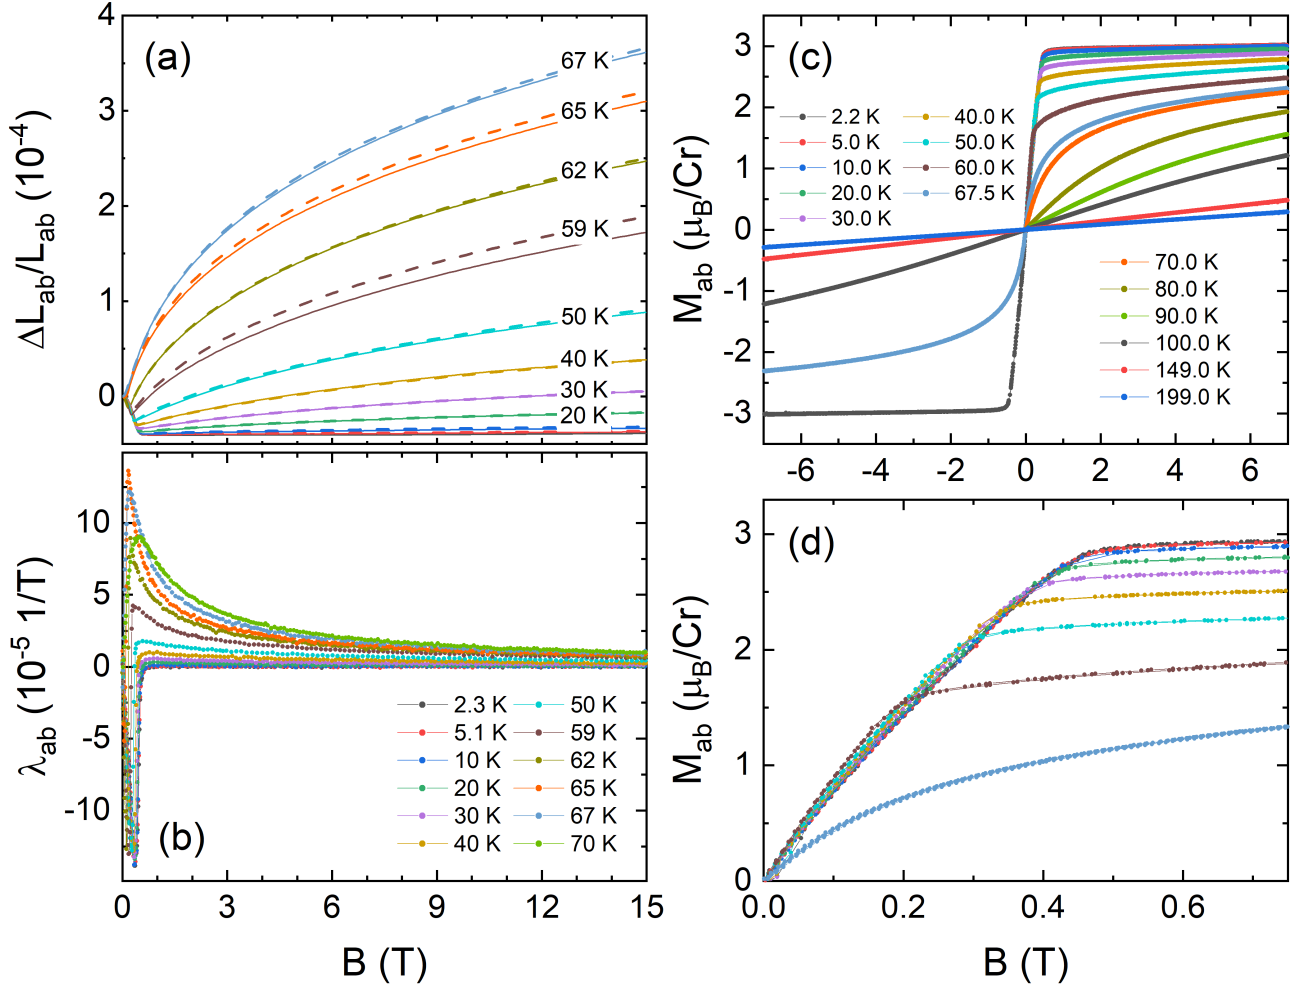 (a)
ΔL_ab/L_ab (10^-4)
4
3
2
1
0
67 K
65 K
62 K
59 K
50 K
40 K
30 K
20 K
(b)
λ_ab (10^-5 1/T)
10
5
0
-5
-10
2.3 K
5.1 K
10 K
20 K
30 K
40 K
50 K
59 K
62 K
65 K
67 K
70 K
0 3 6 9 12 15
B (T)
(c)
M_ab (μ_B/Cr)
3
2
1
0
-1
-2
-3
2.2 K
5.0 K
10.0 K
20.0 K
30.0 K
40.0 K
50.0 K
60.0 K
67.5 K
70.0 K
80.0 K
90.0 K
100.0 K
149.0 K
199.0 K
-6 -4 -2 0 2 4 6
(d)
M_ab (μ_B/Cr)
3
2
1
0
0.0 0.2 0.4 0.6
B (T)